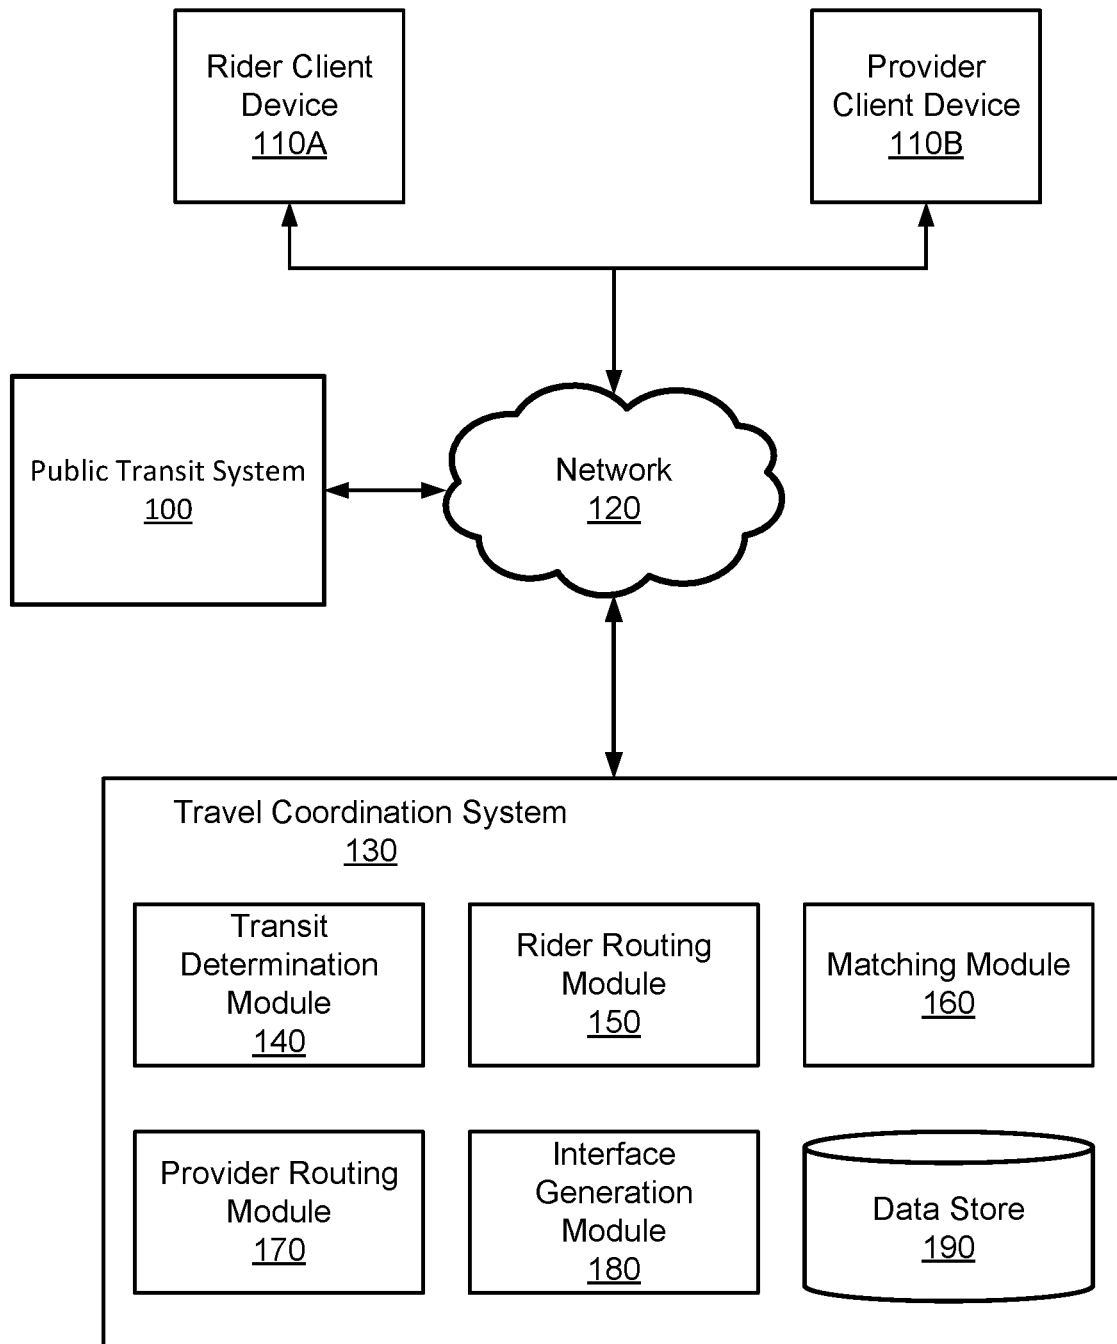 Rider Client
Device
110A
Provider
Client Device
110B
Public Transit System
100
Network
120
Travel Coordination System
130
Transit
Determination
Module
140
Rider Routing
Module
150
Matching Module
160
Provider Routing
Module
170
Interface
Generation
Module
180
Data Store
190